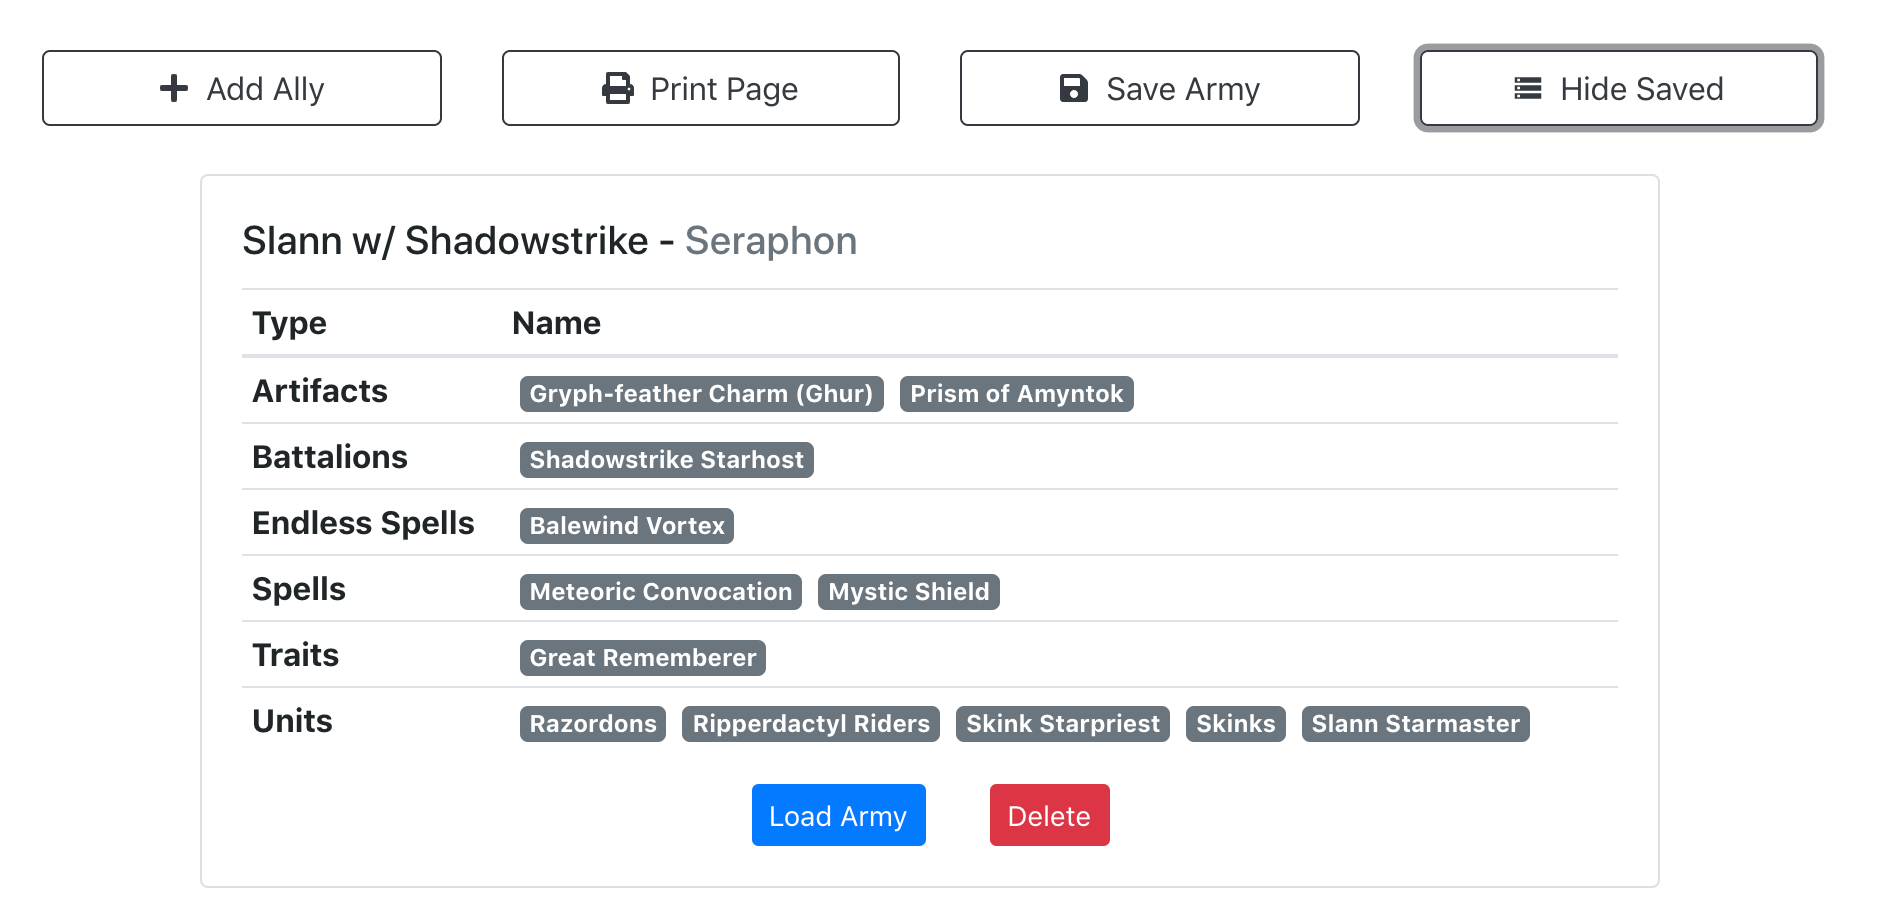 Add Ally Print Page Save Army Hide Saved
Slann w/ Shadowstrike - Seraphon
Type Name
Artifacts Gryph-feather Charm (Ghur) Prism of Amyntok
Battalions Shadowstrike Starhost
Endless Spells Balewind Vortex
Spells Meteoric Convocation Mystic Shield
Traits Great Rememberer
Units Razordons Ripperdactyl Riders Skink Starpriest Skinks Slann Starmaster
Load Army Delete